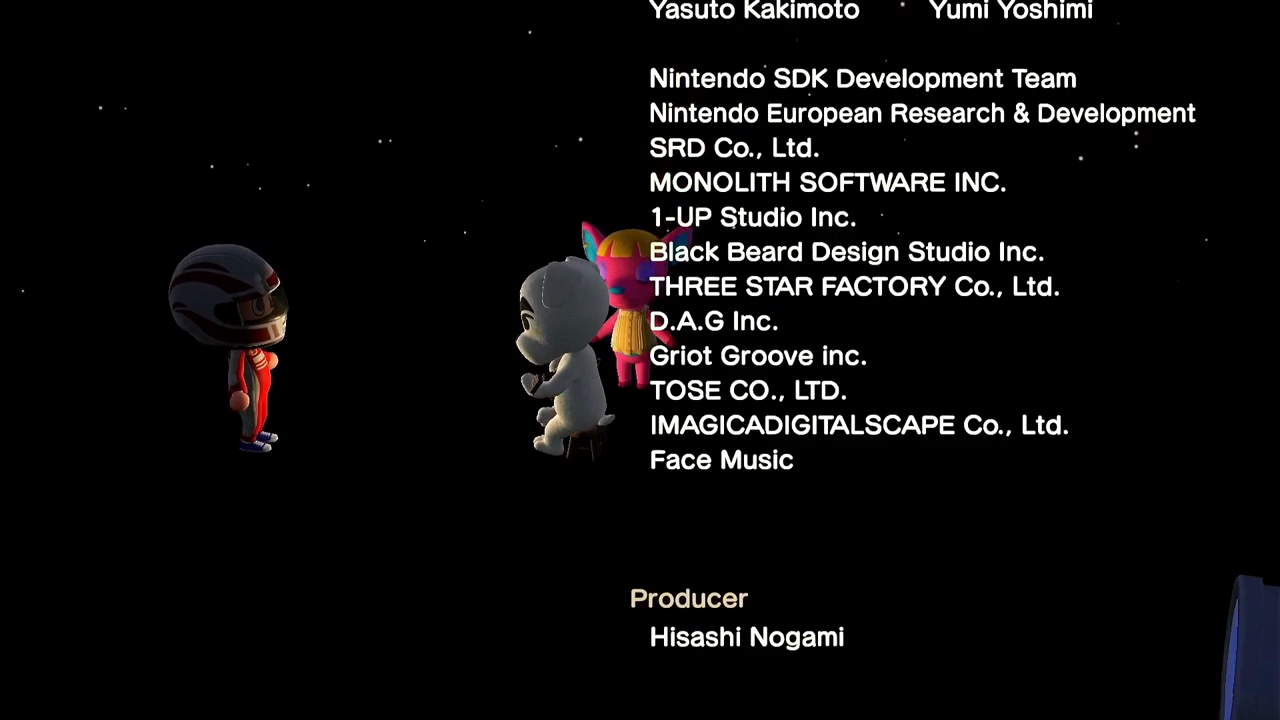 Yasuto Kakimoto Yumi Yoshimi
Nintendo SDK Development Team
Nintendo European Research & Development
SRD Co., Ltd.
MONOLITH SOFTWARE INC.
1-UP Studio Inc.
Black Beard Design Studio Inc.
THREE STAR FACTORY Co., Ltd.
D.A.G Inc.
Griot Groove inc.
TOSE CO., LTD.
IMAGICADIGITALSCAPE Co., Ltd.
Face Music
Producer
Hisashi Nogami